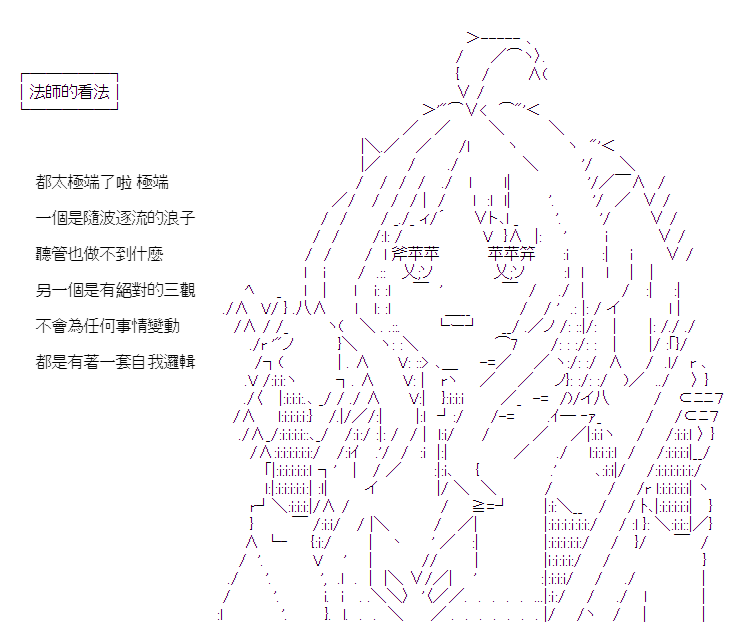 法師的看法
都太極端了啦 極端
一個是隨波逐流的浪子
聽管也做不到什麼
另一個是有絕對的三觀
不會為任何事情變動
都是有著一套自我邏輯